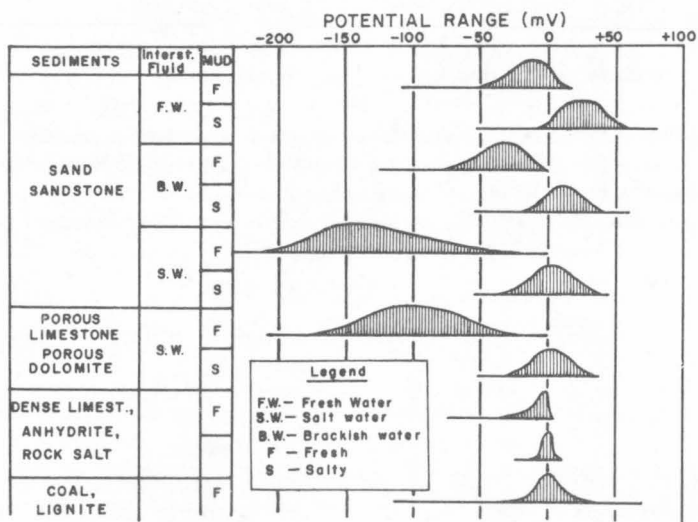 POTENTIAL RANGE (mV)
-200 -150 -100 -50 0 +50 +100
SEDIMENTS
Interst. Fluid
MUD
SAND
SANDSTONE
F.W.
F
S
B.W.
F
S
S.W.
F
S
POROUS
LIMESTONE
POROUS
DOLOMITE
S.W.
F
S
DENSE LIMEST.,
ANHYDRITE,
ROCK SALT
F
COAL,
LIGNITE
F
Legend
F.W.— Fresh Water
S.W.— Salt water
B.W.— Brackish water
F — Fresh
S — Salty